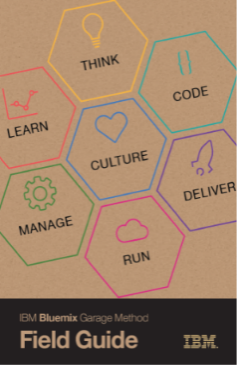 THINK
CODE
LEARN
CULTURE
DELIVER
MANAGE
RUN
IBM Bluemix Garage Method
Field Guide
IBM